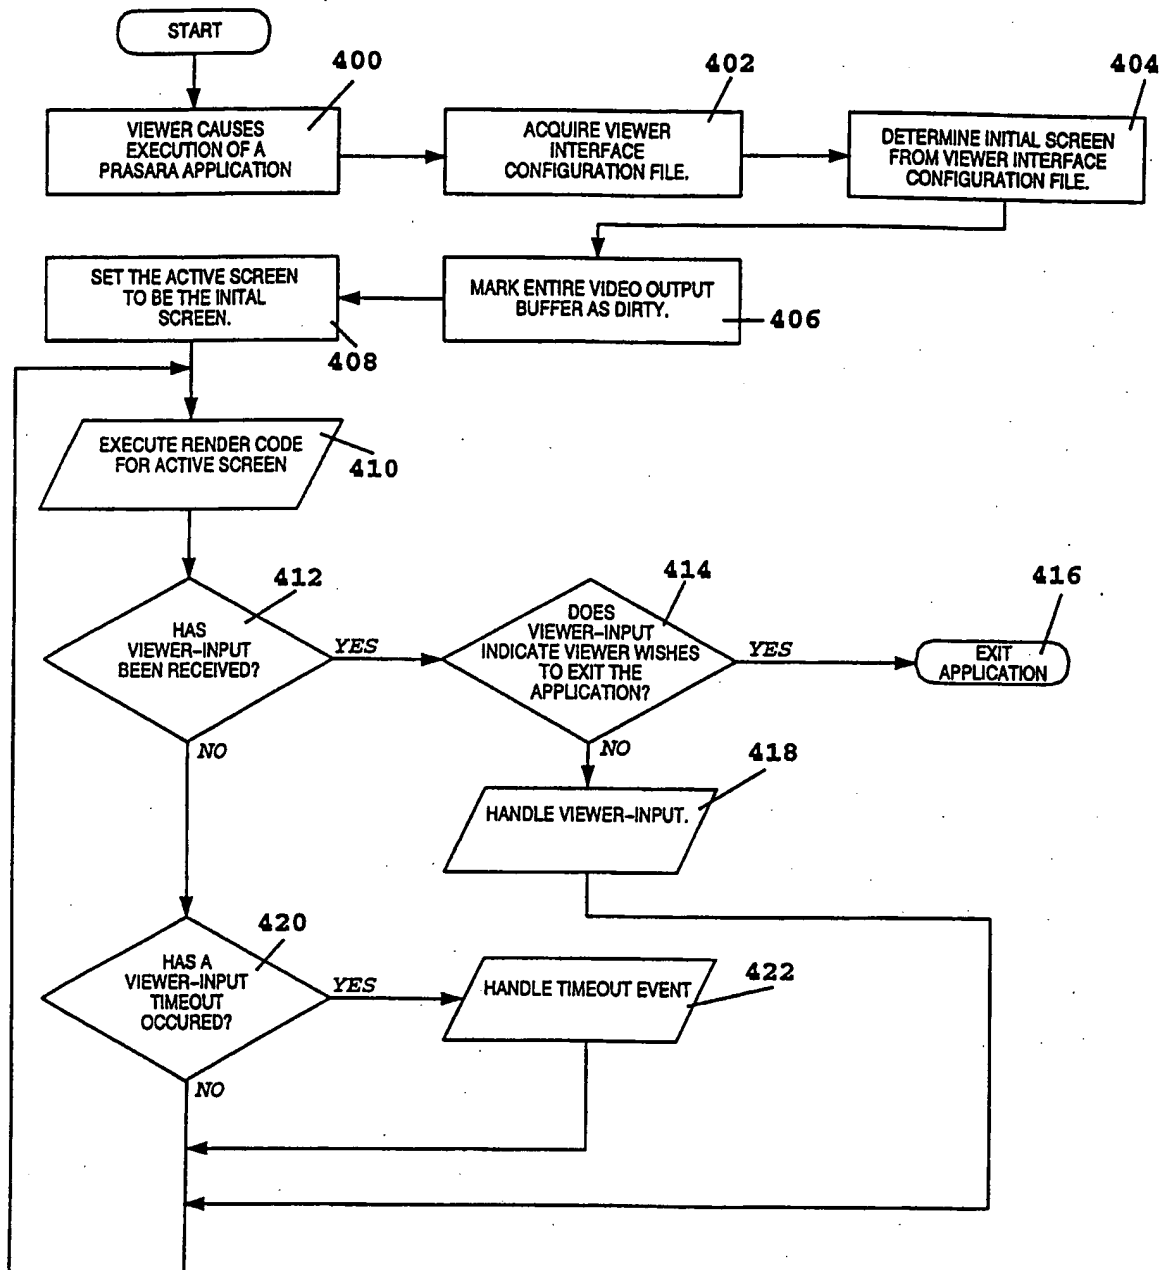 START
400
VIEWER CAUSES
EXECUTION OF A
PRASARA APPLICATION
402
ACQUIRE VIEWER
INTERFACE
CONFIGURATION FILE.
404
DETERMINE INITIAL SCREEN
FROM VIEWER INTERFACE
CONFIGURATION FILE.
MARK ENTIRE VIDEO OUTPUT
BUFFER AS DIRTY.
406
SET THE ACTIVE SCREEN
TO BE THE INITAL
SCREEN.
408
EXECUTE RENDER CODE
FOR ACTIVE SCREEN
410
412
HAS
VIEWER-INPUT
BEEN RECEIVED?
YES
NO
414
DOES
VIEWER-INPUT
INDICATE VIEWER WISHES
TO EXIT THE
APPLICATION?
YES
NO
416
EXIT
APPLICATION
418
HANDLE VIEWER-INPUT.
420
HAS A
VIEWER-INPUT
TIMEOUT
OCCURED?
YES
NO
HANDLE TIMEOUT EVENT
422